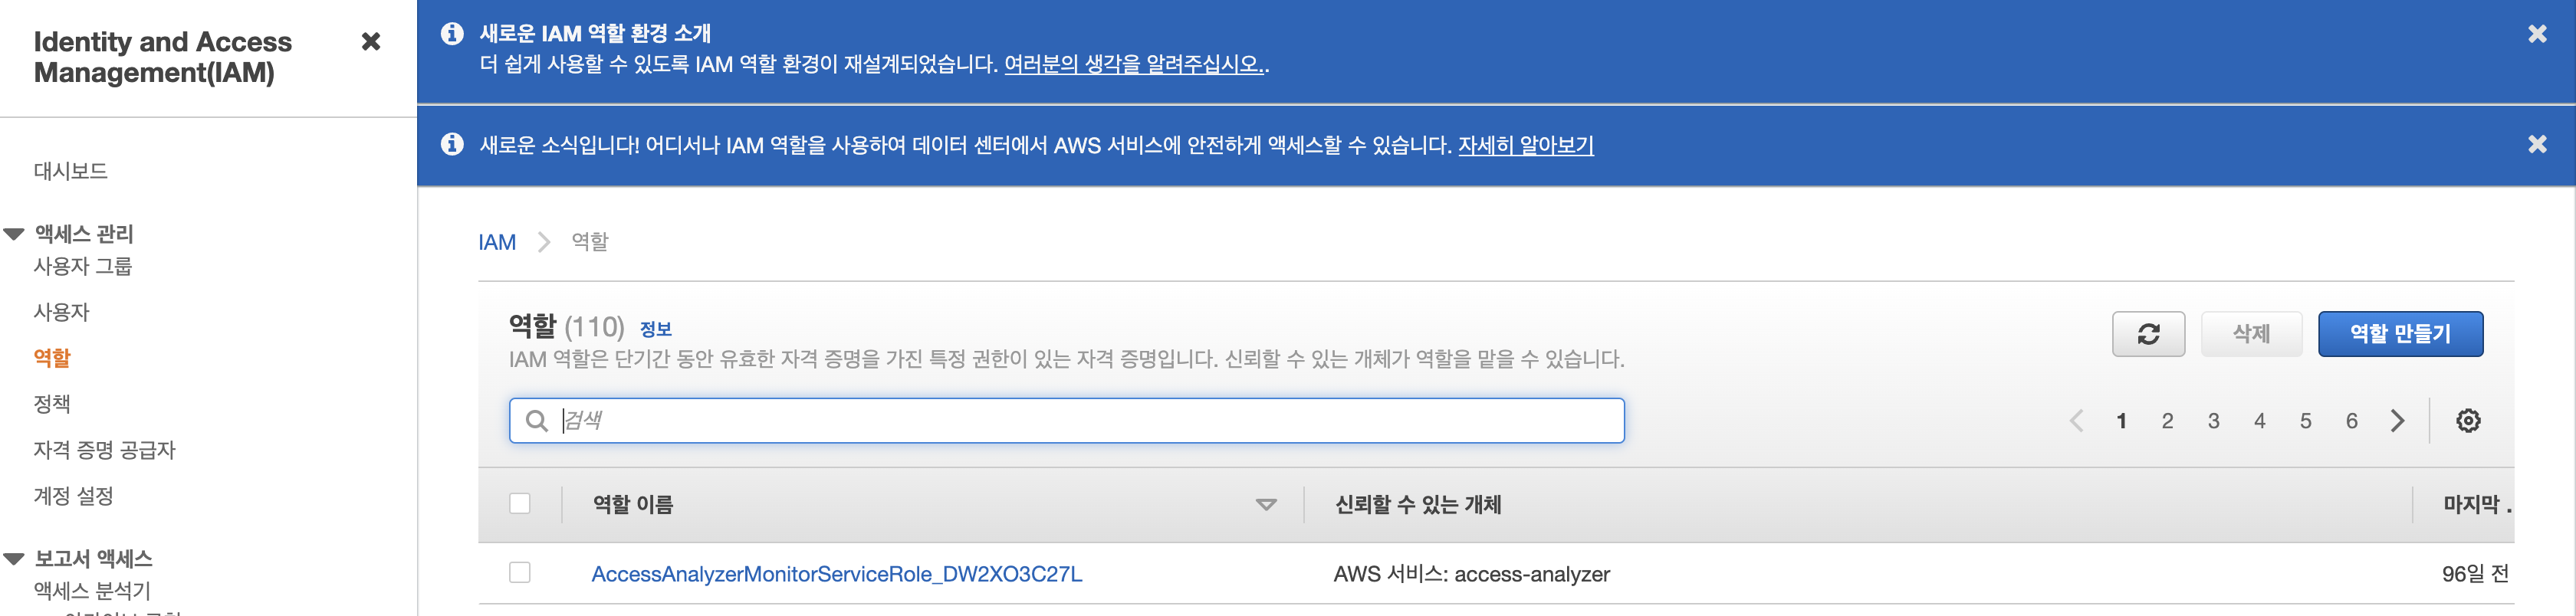 Identity and Access
Management(IAM)
대시보드
액세스 관리
사용자 그룹
사용자
역할
정책
자격 증명 공급자
계정 설정
보고서 액세스
액세스 분석기
새로운 IAM 역할 환경 소개
더 쉽게 사용할 수 있도록 IAM 역할 환경이 재설계되었습니다. 여러분의 생각을 알려주십시오..
새로운 소식입니다! 어디서나 IAM 역할을 사용하여 데이터 센터에서 AWS 서비스에 안전하게 액세스할 수 있습니다. 자세히 알아보기
IAM 역할
역할 (110) 정보
삭제 역할 만들기
IAM 역할은 단기간 동안 유효한 자격 증명을 가진 특정 권한이 있는 자격 증명입니다. 신뢰할 수 있는 개체가 역할을 맡을 수 있습니다.
검색
1 2 3 4 5 6
역할 이름 신뢰할 수 있는 개체 마지막 .
AccessAnalyzerMonitorServiceRole_DW2XO3C27L AWS 서비스: access-analyzer 96일 전